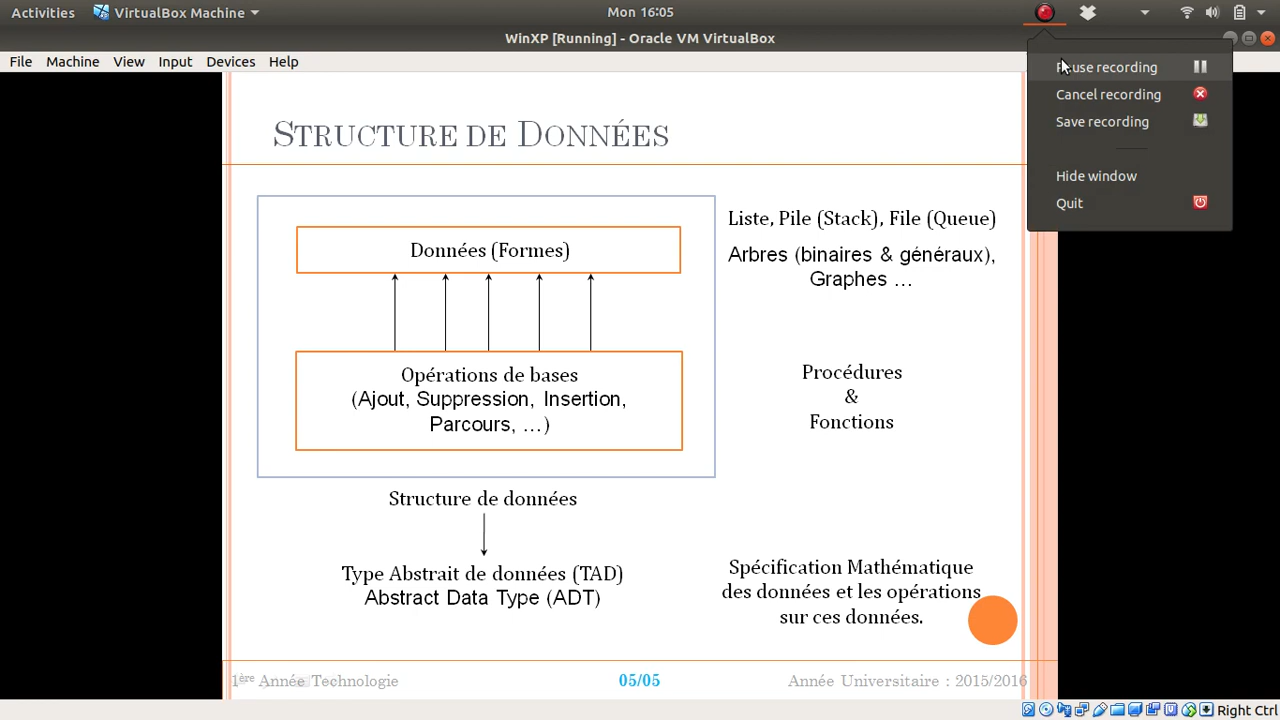 Activities VirtualBox Machine Mon 16:05
WinXP [Running] - Oracle VM VirtualBox
File Machine View Input Devices Help
Pause recording
Cancel recording
Save recording
Hide window
Quit
STRUCTURE DE DONNÉES
Données (Formes)
Liste, Pile (Stack), File (Queue)
Arbres (binaires & généraux),
Graphes …
Opérations de bases
(Ajout, Suppression, Insertion,
Parcours, …)
Procédures
&
Fonctions
Structure de données
Type Abstrait de données (TAD)
Abstract Data Type (ADT)
Spécification Mathématique
des données et les opérations
sur ces données.
1ère Année Technologie 05/05 Année Universitaire : 2015/2016
Right Ctrl